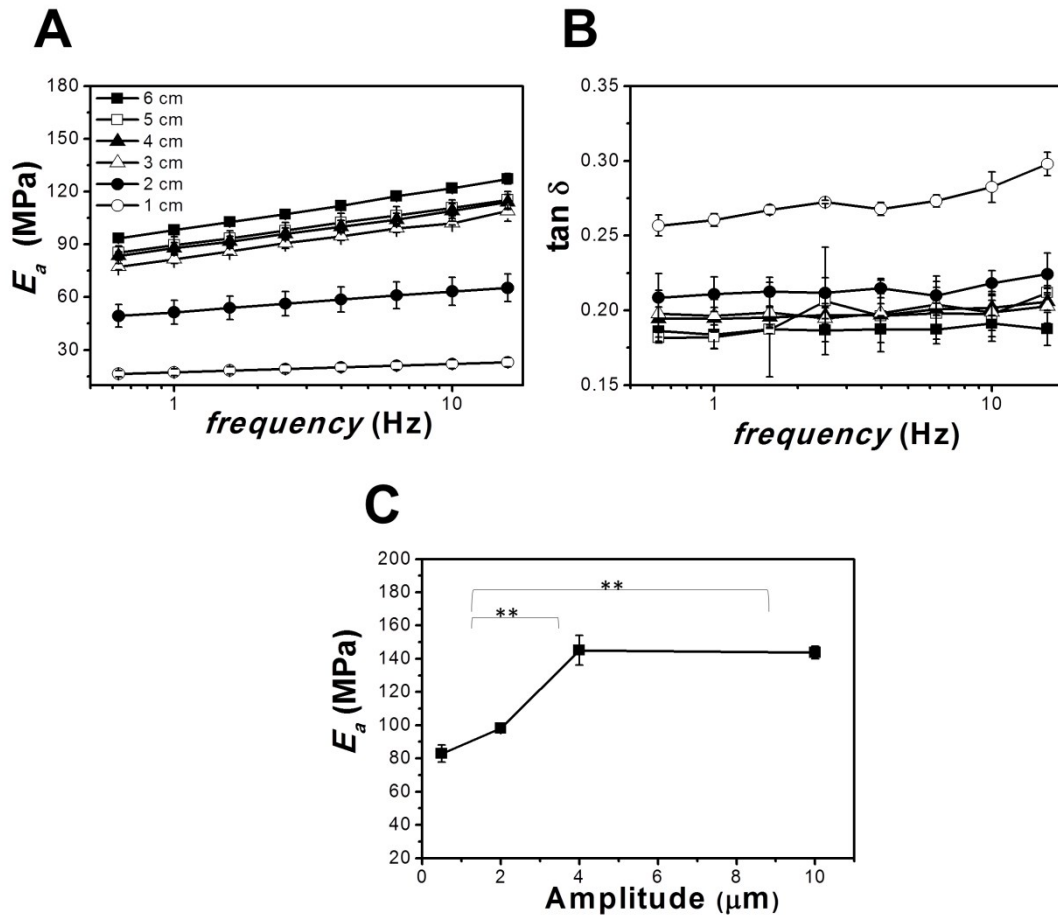 A
180
150
120
90
60
30
E_a (MPa)
6 cm
5 cm
4 cm
3 cm
2 cm
1 cm
1
10
frequency (Hz)
B
0.35
0.30
0.25
0.20
0.15
tan δ
1
10
frequency (Hz)
C
200
180
160
140
120
100
80
60
40
20
E_a (MPa)
**
**
0
2
4
6
8
10
Amplitude (μm)